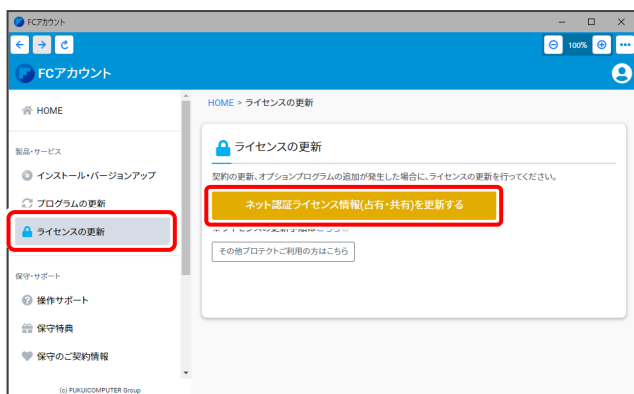 FCアカウント
100%
FCアカウント
HOME
製品・サービス
インストール・バージョンアップ
プログラムの更新
ライセンスの更新
保守・サポート
操作サポート
保守特典
保守のご契約情報
(c) FUKUICOMPUTER Group
HOME > ライセンスの更新
ライセンスの更新
契約の更新、オプションプログラムの追加が発生した場合に、ライセンスの更新を行ってください。
ネット認証ライセンス情報(占有・共有)を更新する
その他プロテクトご利用の方はこちら